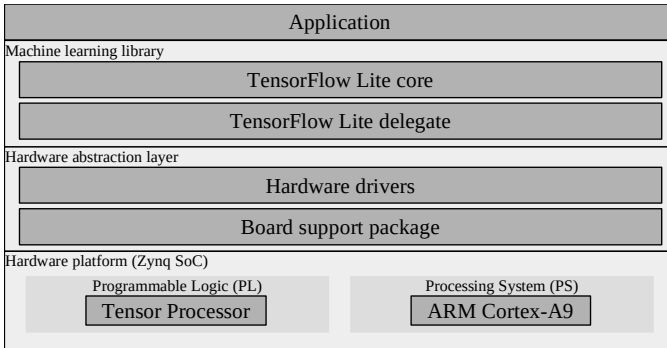 Application
Machine learning library
TensorFlow Lite core
TensorFlow Lite delegate
Hardware abstraction layer
Hardware drivers
Board support package
Hardware platform (Zynq SoC)
Programmable Logic (PL)
Tensor Processor
Processing System (PS)
ARM Cortex-A9